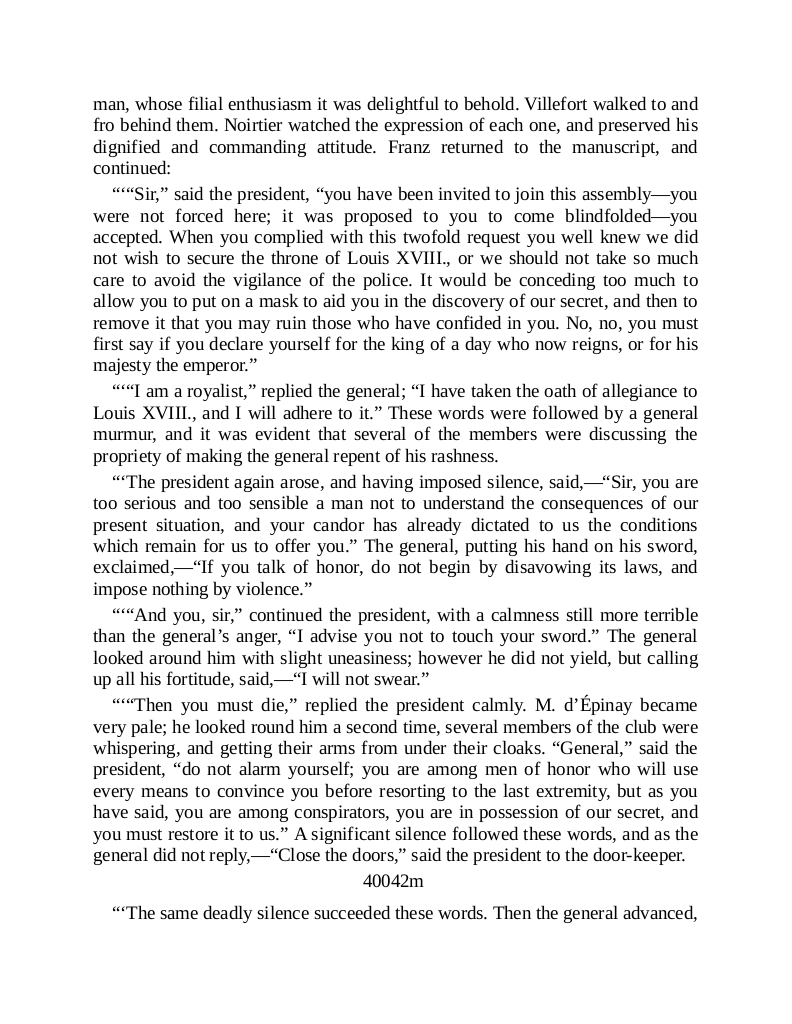 man, whose filial enthusiasm it was delightful to behold. Villefort walked to and
fro behind them. Noirtier watched the expression of each one, and preserved his
dignified and commanding attitude. Franz returned to the manuscript, and
continued:
“‘“Sir,” said the president, “you have been invited to join this assembly—you
were not forced here; it was proposed to you to come blindfolded—you
accepted. When you complied with this twofold request you well knew we did
not wish to secure the throne of Louis XVIII., or we should not take so much
care to avoid the vigilance of the police. It would be conceding too much to
allow you to put on a mask to aid you in the discovery of our secret, and then to
remove it that you may ruin those who have confided in you. No, no, you must
first say if you declare yourself for the king of a day who now reigns, or for his
majesty the emperor.”
“‘“I am a royalist,” replied the general; “I have taken the oath of allegiance to
Louis XVIII., and I will adhere to it.” These words were followed by a general
murmur, and it was evident that several of the members were discussing the
propriety of making the general repent of his rashness.
“‘The president again arose, and having imposed silence, said,—“Sir, you are
too serious and too sensible a man not to understand the consequences of our
present situation, and your candor has already dictated to us the conditions
which remain for us to offer you.” The general, putting his hand on his sword,
exclaimed,—“If you talk of honor, do not begin by disavowing its laws, and
impose nothing by violence.”
“‘“And you, sir,” continued the president, with a calmness still more terrible
than the general’s anger, “I advise you not to touch your sword.” The general
looked around him with slight uneasiness; however he did not yield, but calling
up all his fortitude, said,—“I will not swear.”
“‘“Then you must die,” replied the president calmly. M. d’Épinay became
very pale; he looked round him a second time, several members of the club were
whispering, and getting their arms from under their cloaks. “General,” said the
president, “do not alarm yourself; you are among men of honor who will use
every means to convince you before resorting to the last extremity, but as you
have said, you are among conspirators, you are in possession of our secret, and
you must restore it to us.” A significant silence followed these words, and as the
general did not reply,—“Close the doors,” said the president to the door-keeper.
40042m
“‘The same deadly silence succeeded these words. Then the general advanced,